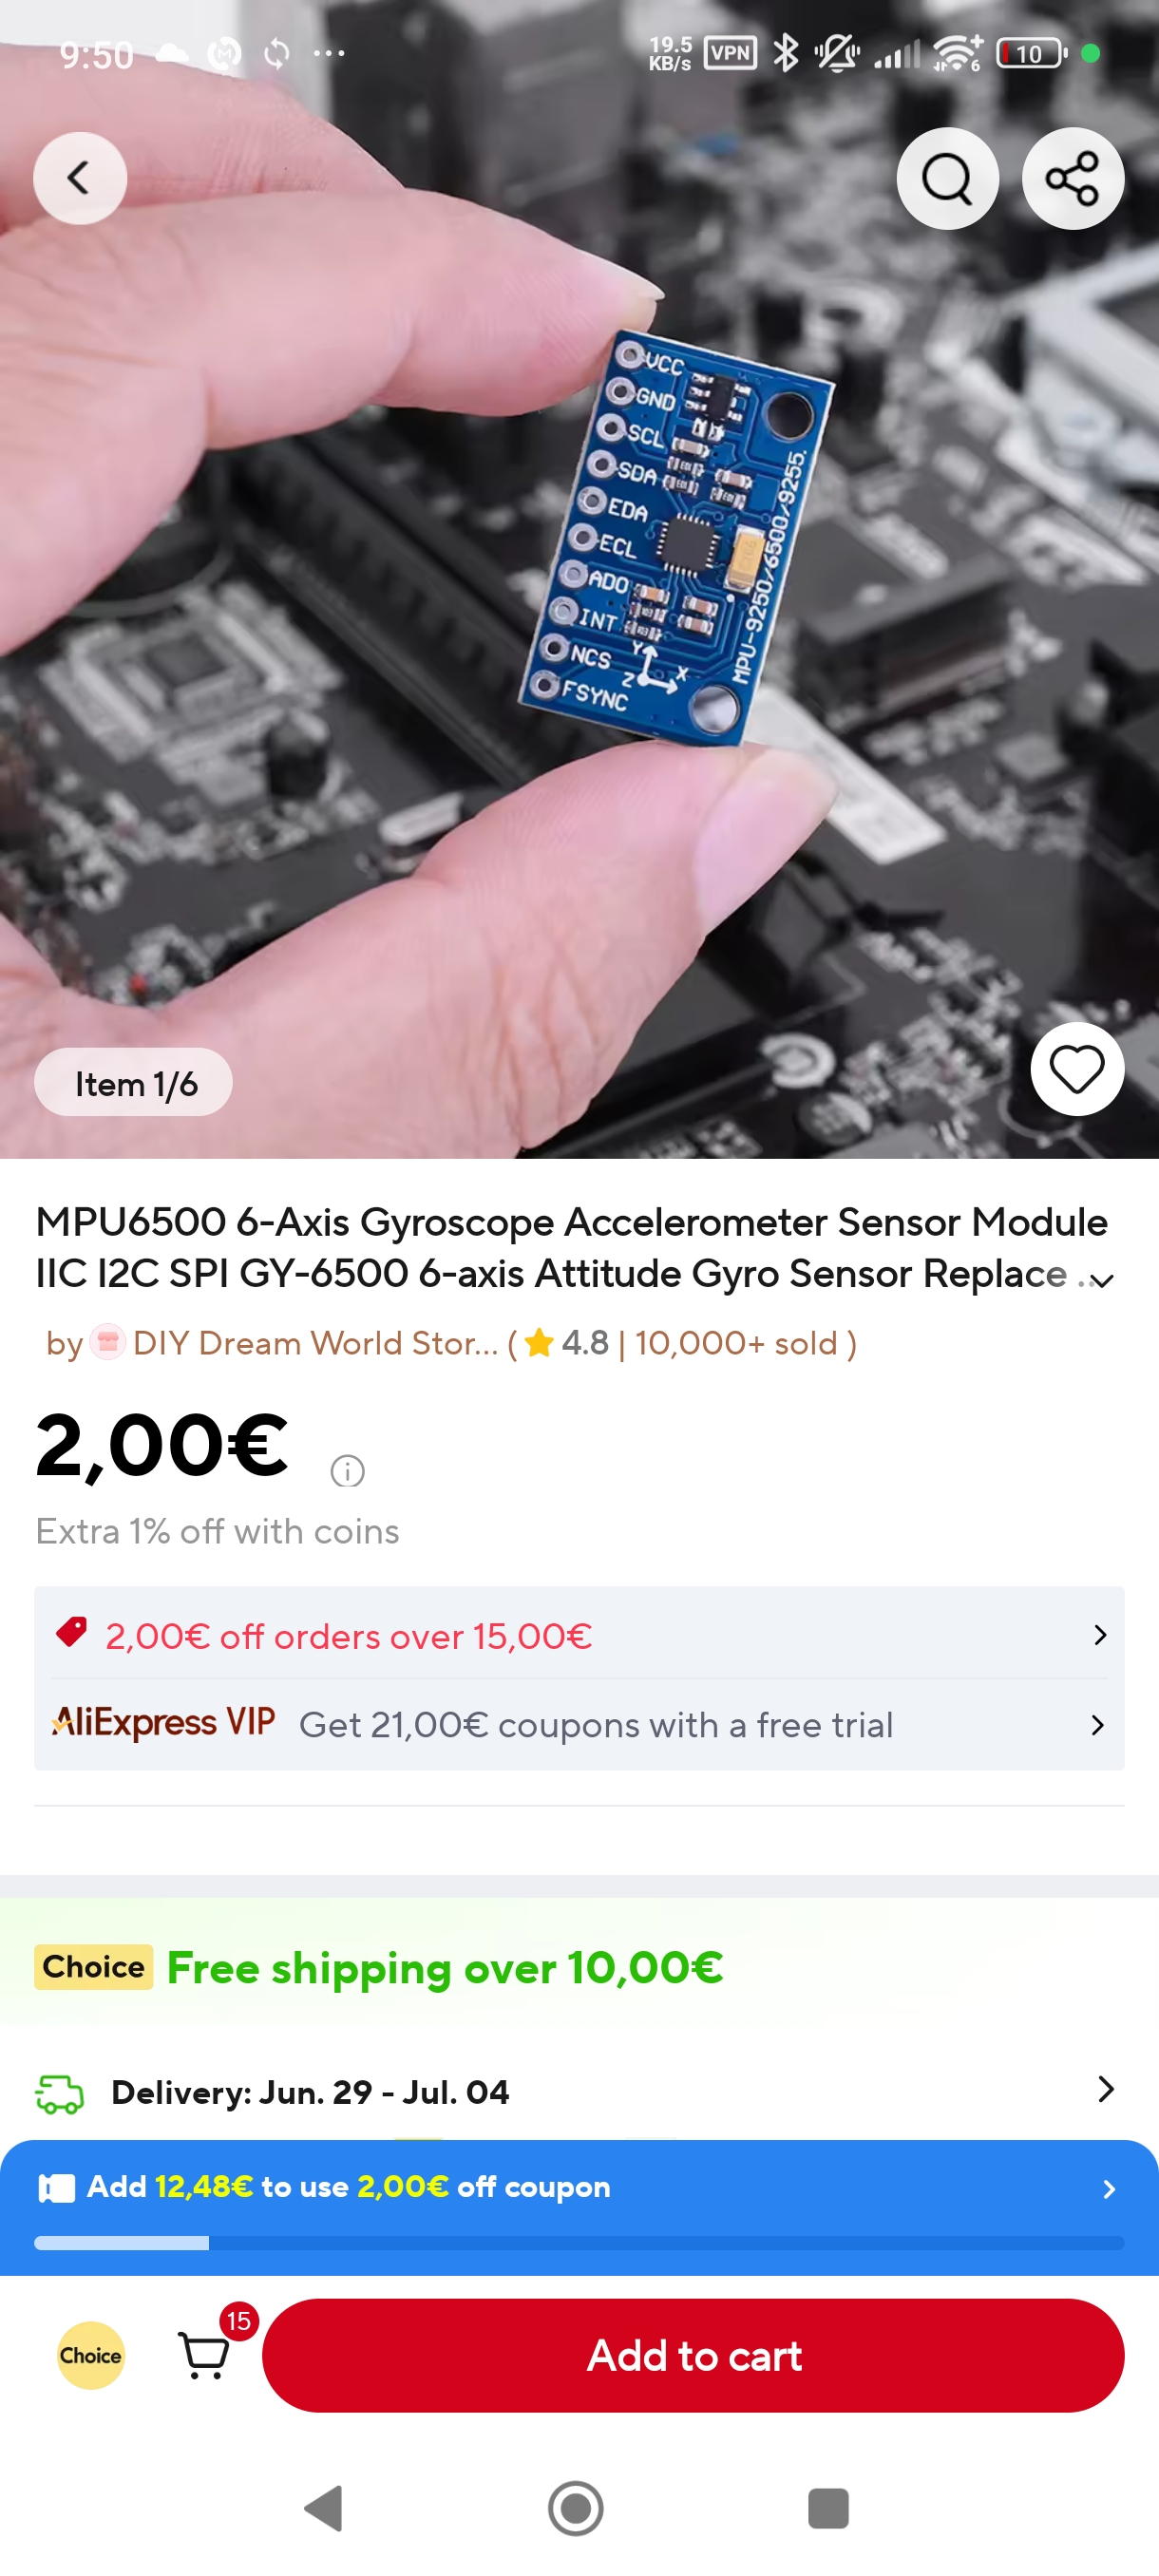 9:50
19.5
KB/s
VPN
6
10
VCC
GND
SCL
SDA
EDA
ECL
ADO
INT
NCS
FSYNC
Y
X
Z
MPU-9250/6500/9255.
Item 1/6
MPU6500 6-Axis Gyroscope Accelerometer Sensor Module
IIC I2C SPI GY-6500 6-axis Attitude Gyro Sensor Replace ...
by DIY Dream World Stor... ( 4.8 | 10,000+ sold )
2,00€
Extra 1% off with coins
2,00€ off orders over 15,00€
AliExpress VIP Get 21,00€ coupons with a free trial
Choice Free shipping over 10,00€
Delivery: Jun. 29 - Jul. 04
Add 12,48€ to use 2,00€ off coupon
Choice
15
Add to cart